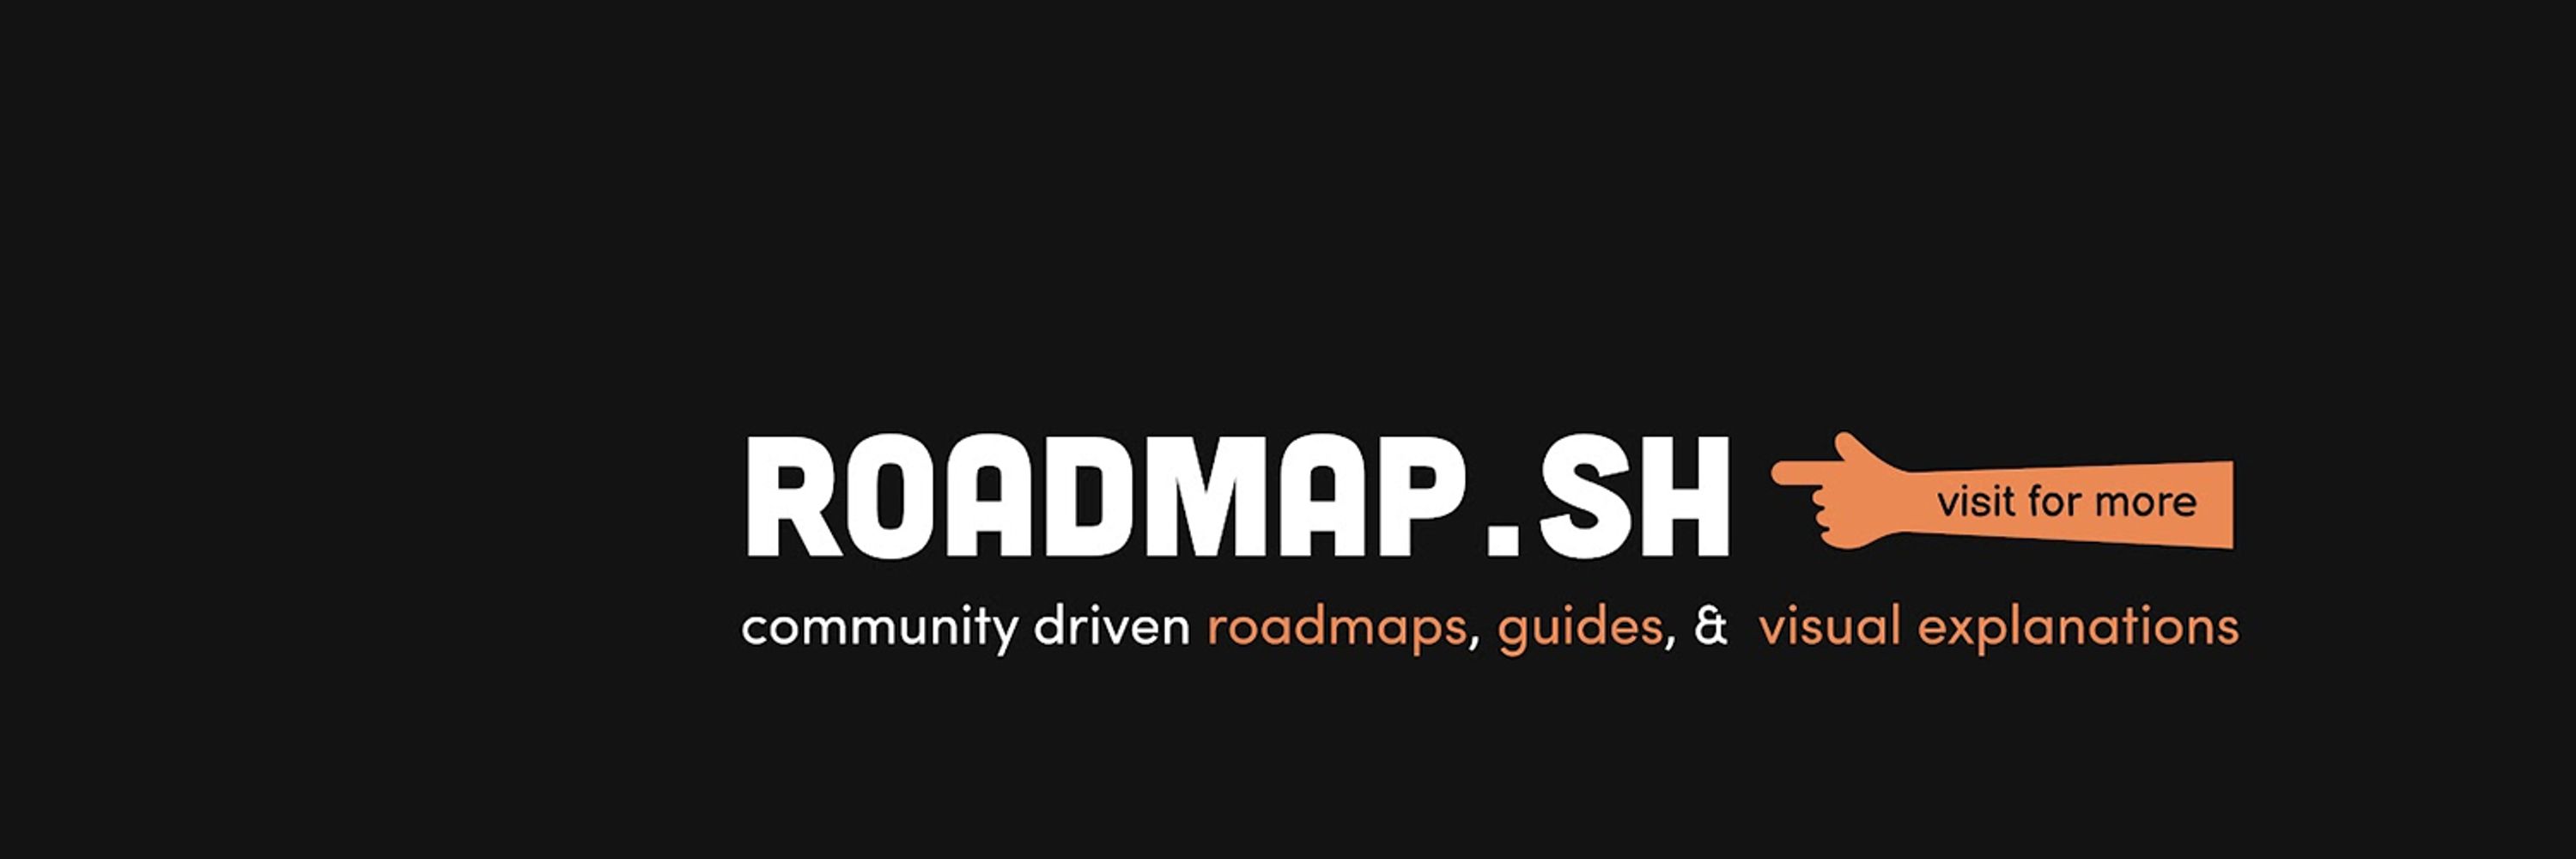 ROADMAP.SH
visit for more
community driven roadmaps, guides, & visual explanations